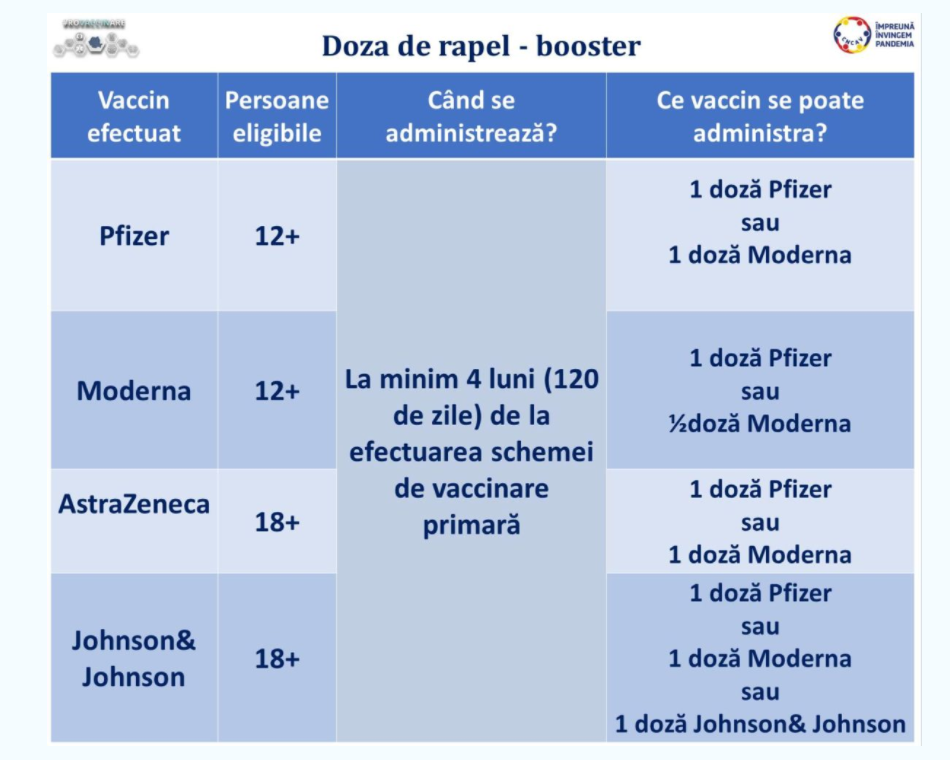 PROVACCINARE
Doza de rapel - booster
ÎMPREUNĂ
ÎNVINGEM
PANDEMIA
CNCAV
Vaccin
efectuat
Persoane
eligibile
Când se
administrează?
Ce vaccin se poate
administra?
Pfizer
12+
La minim 4 luni (120
de zile) de la
efectuarea schemei
de vaccinare
primară
1 doză Pfizer
sau
1 doză Moderna
Moderna
12+
1 doză Pfizer
sau
½doză Moderna
AstraZeneca
18+
1 doză Pfizer
sau
1 doză Moderna
Johnson&
Johnson
18+
1 doză Pfizer
sau
1 doză Moderna
sau
1 doză Johnson& Johnson